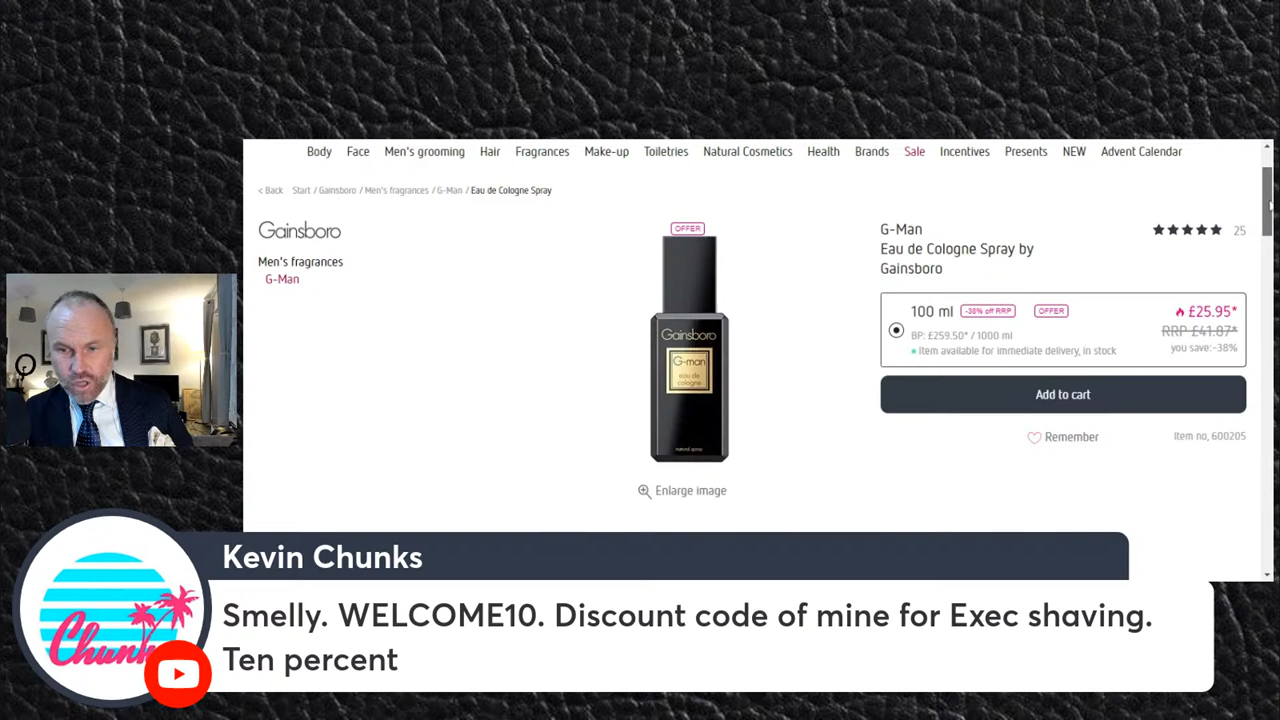 Body Face Men's grooming Hair Fragrances Make-up Toiletries Natural Cosmetics Health Brands Sale Incentives Presents NEW Advent Calendar
< Back Start / Gainsboro / Men's fragrances / G-Man / Eau de Cologne Spray
Gainsboro
Men's fragrances
G-Man
OFFER
Gainsboro
G-man
eau de
cologne
natural spray
Enlarge image
G-Man
25
Eau de Cologne Spray by
Gainsboro
100 ml -38% off RRP OFFER £25.95*
BP: £259.50* / 1000 ml RRP £41.87*
Item available for immediate delivery, in stock you save:-38%
Add to cart
Remember Item no, 600205
Kevin Chunks
Smelly. WELCOME10. Discount code of mine for Exec shaving.
Ten percent
Chunks